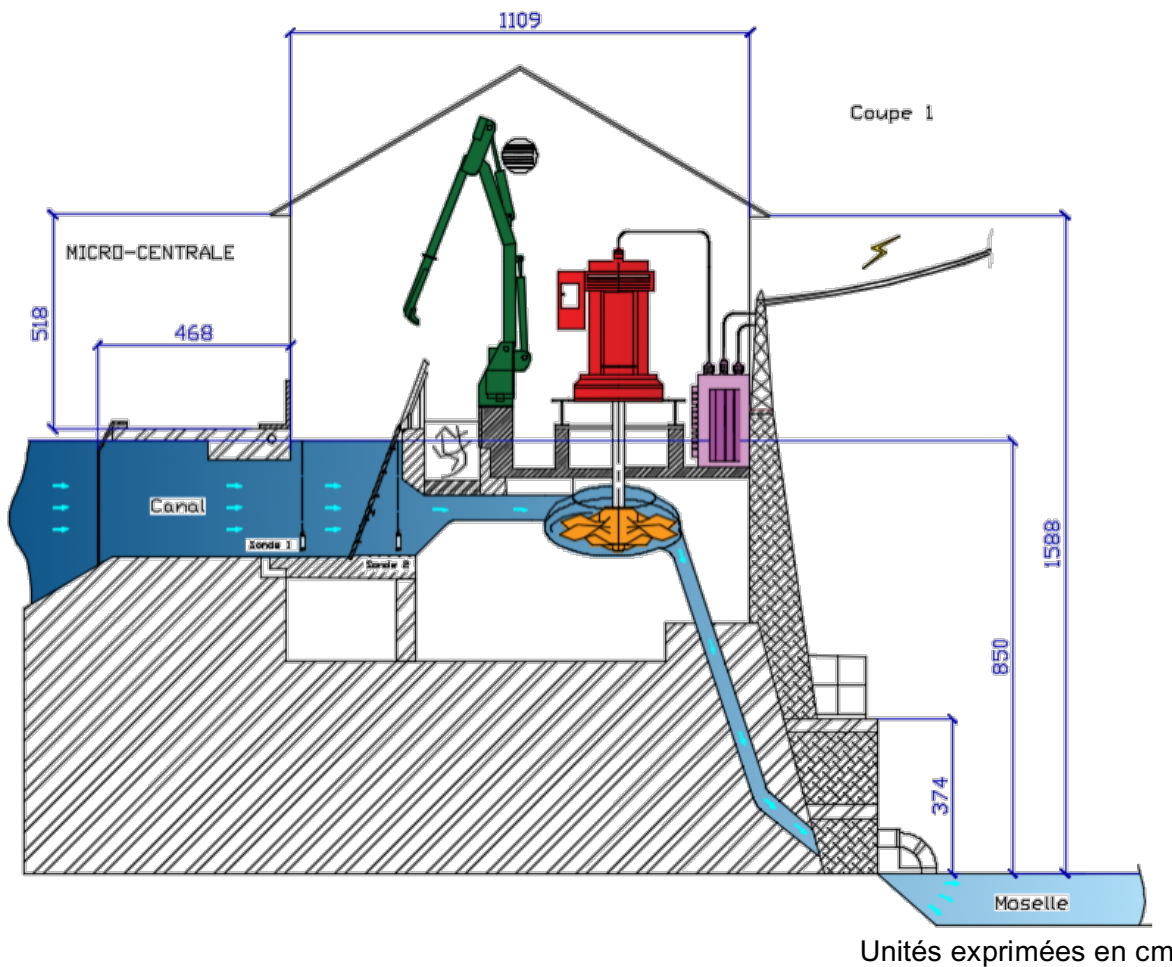 1109
Coupe 1
MICRO-CENTRALE
518
468
Canal
Sonde 1
Sonde 2
1588
850
374
Moselle
Unités exprimées en cm